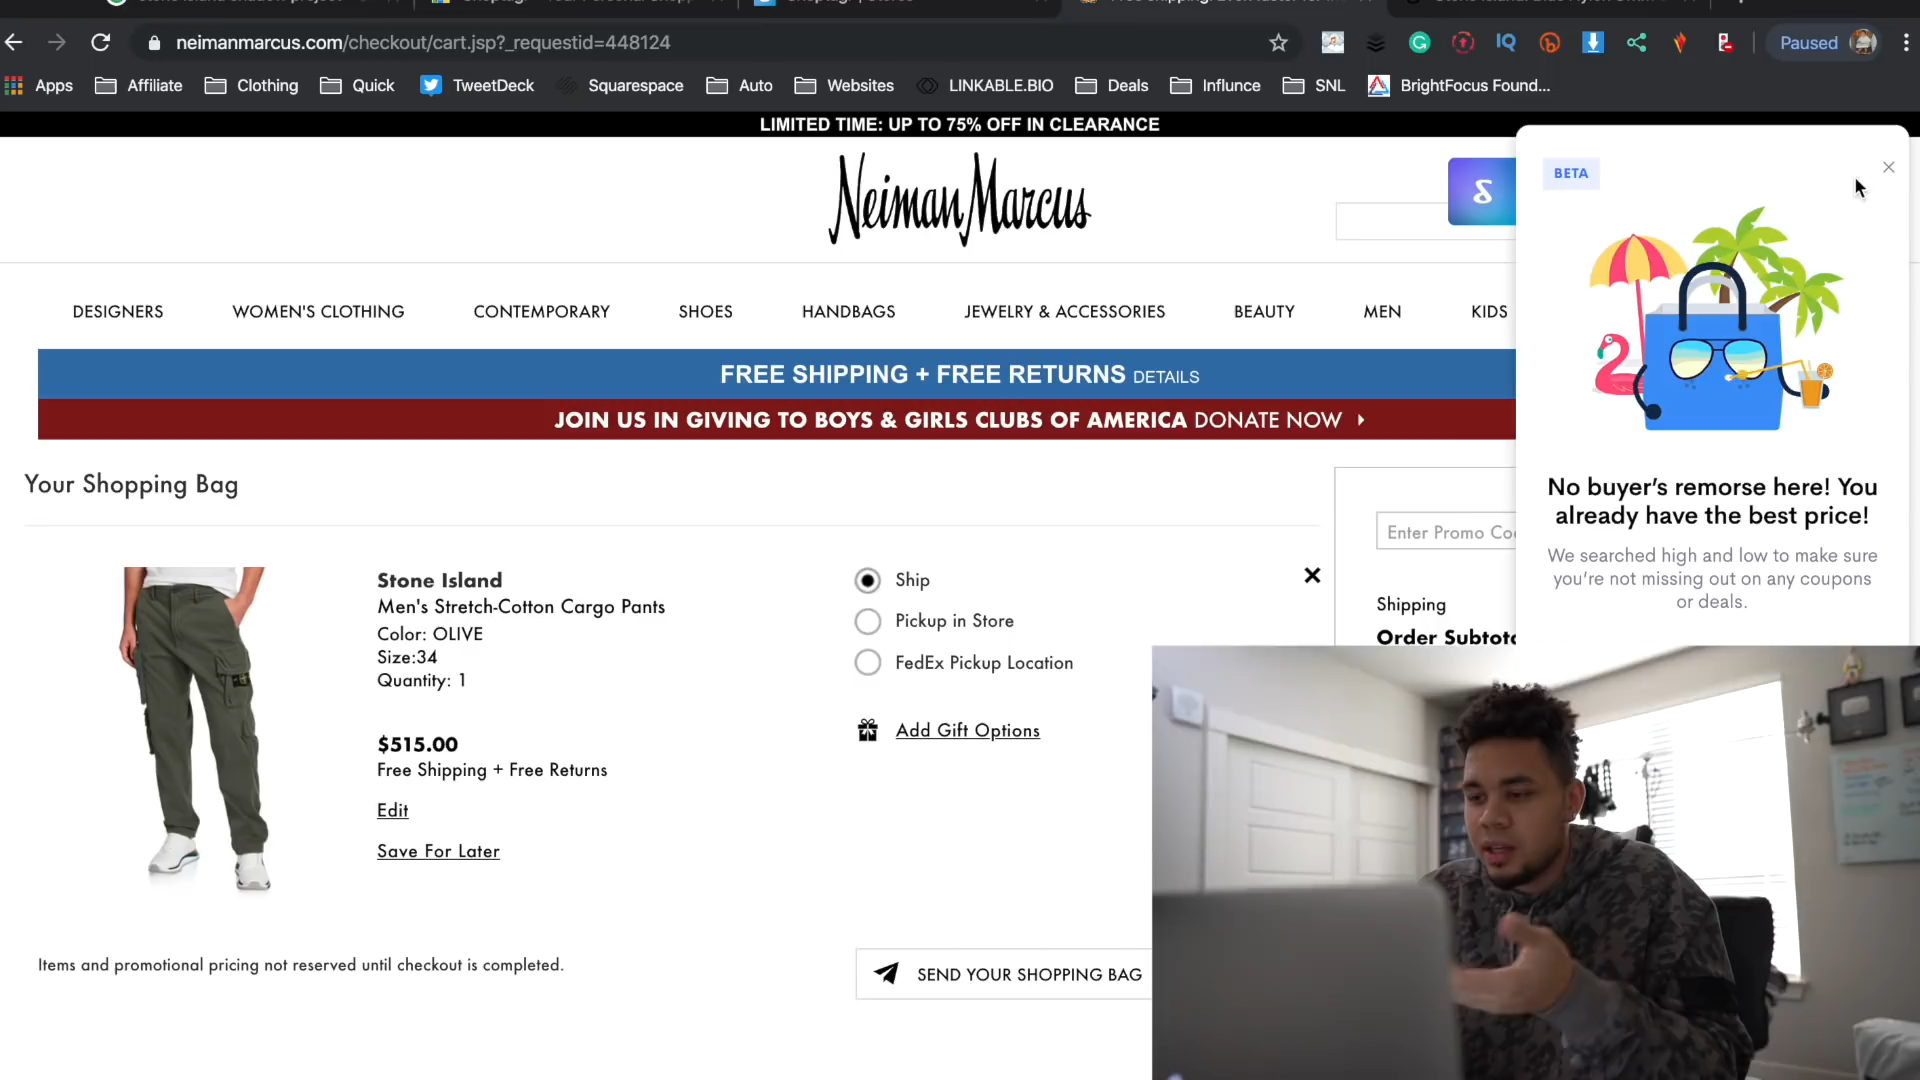 neimanmarcus.com/checkout/cart.jsp?_requestid=448124
Paused
Apps
Affiliate
Clothing
Quick
TweetDeck
Squarespace
Auto
Websites
LINKABLE.BIO
Deals
Influnce
SNL
BrightFocus Found...
LIMITED TIME: UP TO 75% OFF IN CLEARANCE
Neiman Marcus
BETA
DESIGNERS
WOMEN'S CLOTHING
CONTEMPORARY
SHOES
HANDBAGS
JEWELRY & ACCESSORIES
BEAUTY
MEN
KIDS
FREE SHIPPING + FREE RETURNS DETAILS
JOIN US IN GIVING TO BOYS & GIRLS CLUBS OF AMERICA DONATE NOW
No buyer's remorse here! You
already have the best price!
We searched high and low to make sure
you're not missing out on any coupons
or deals.
Your Shopping Bag
Enter Promo Co
Stone Island
Men's Stretch-Cotton Cargo Pants
Color: OLIVE
Size:34
Quantity: 1
$515.00
Free Shipping + Free Returns
Edit
Save For Later
Ship
Pickup in Store
FedEx Pickup Location
Add Gift Options
Shipping
Order Subtot
Items and promotional pricing not reserved until checkout is completed.
SEND YOUR SHOPPING BAG